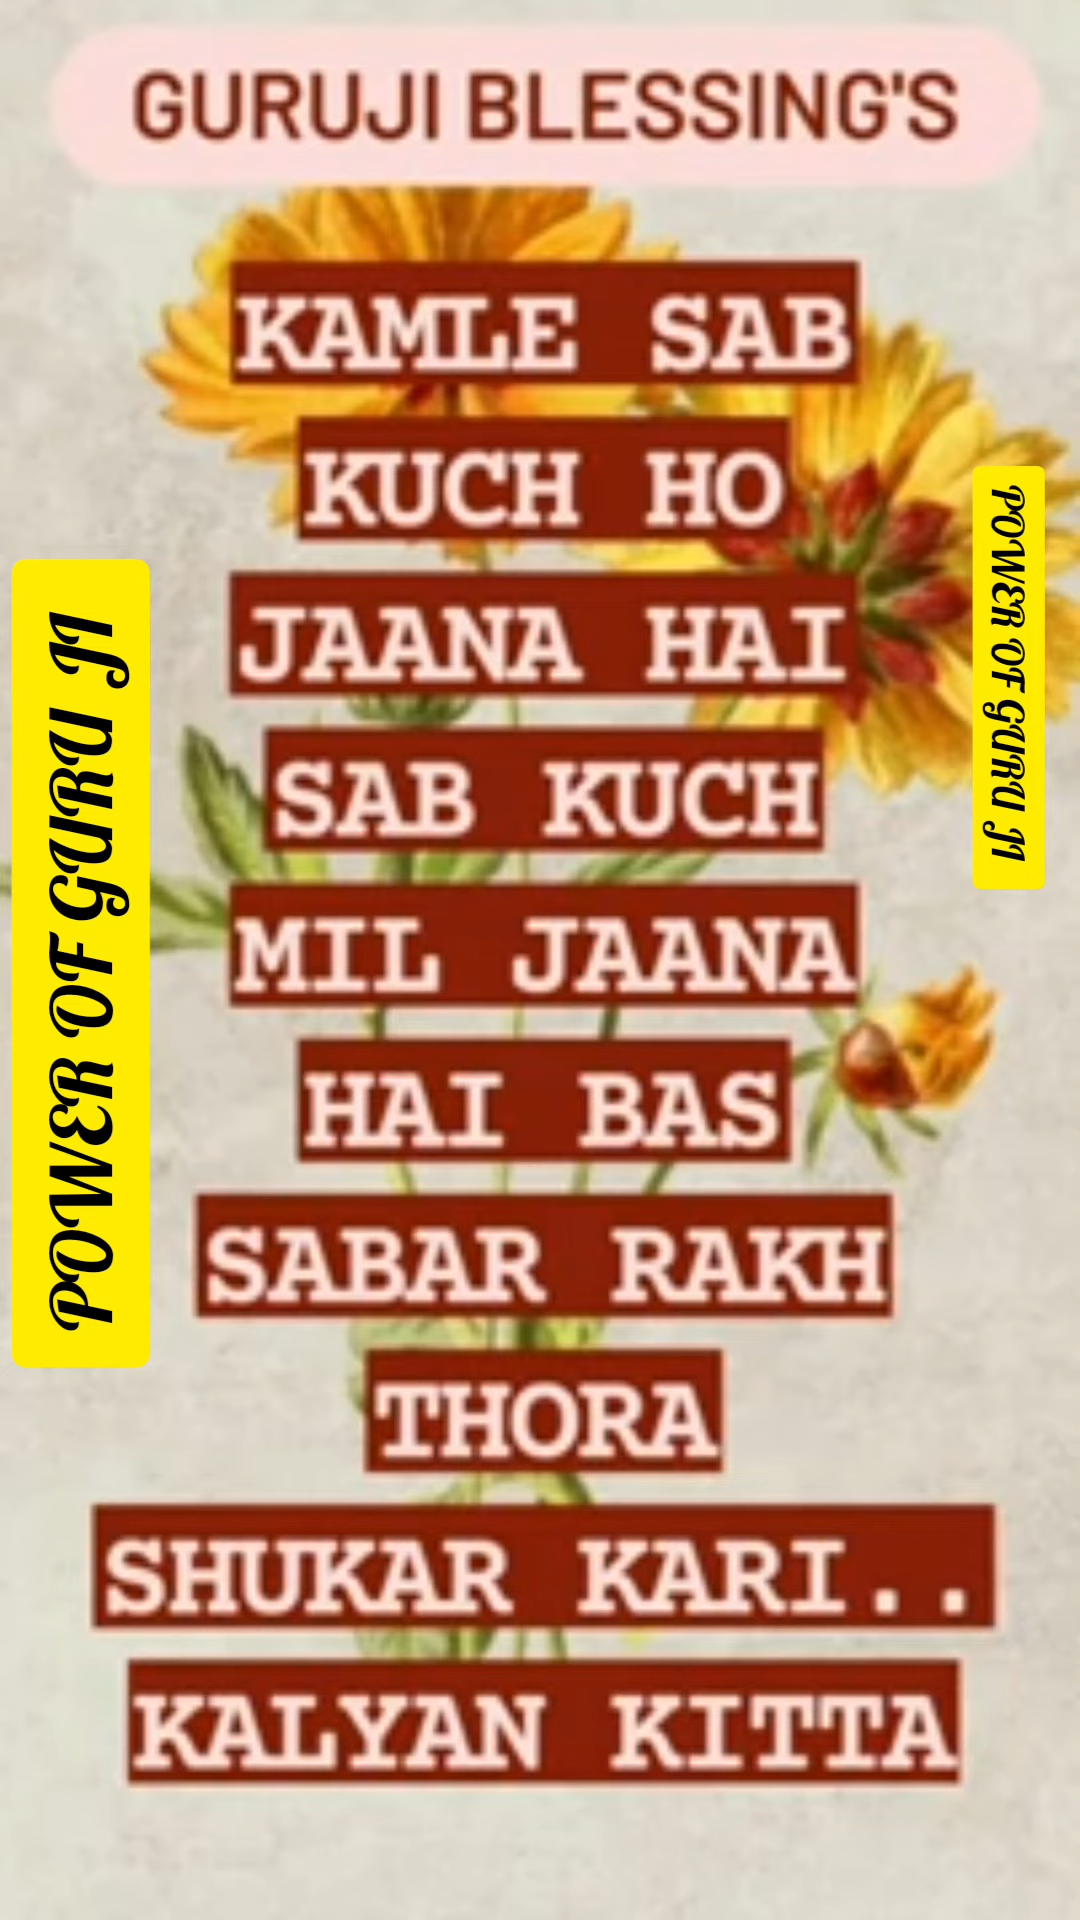 GURUJI BLESSING'S
KAMLE SAB
KUCH HO
JAANA HAI
SAB KUCH
MIL JAANA
HAI BAS
SABAR RAKH
THORA
SHUKAR KARI..
KALYAN KITTA
POWER OF GURU JI
POWER OF GURU JI